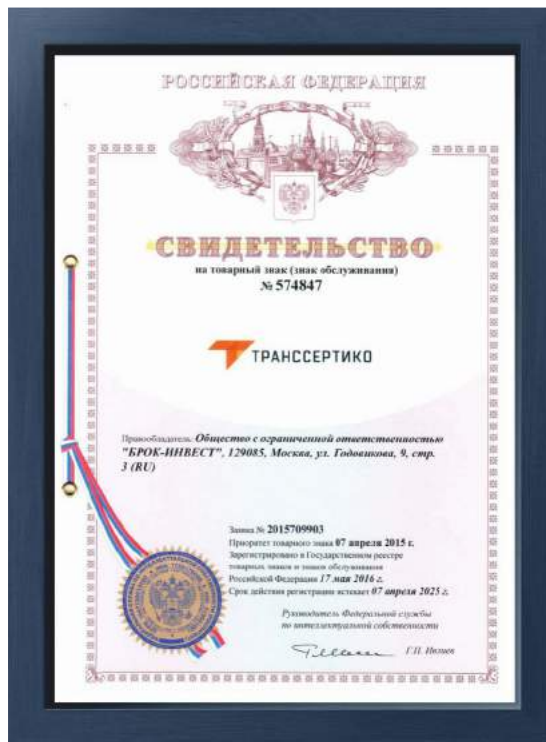 РОССИЙСКАЯ ФЕДЕРАЦИЯ
СВИДЕТЕЛЬСТВО
на товарный знак (знак обслуживания)
№ 574847
ТРАНССЕРТИКО
Правообладатель: Общество с ограниченной ответственностью
"БРОК-ИНВЕСТ", 129085, Москва, ул. Годовикова, 9, стр.
3 (RU)
Заявка № 2015709903
Приоритет товарного знака 07 апреля 2015 г.
Зарегистрировано в Государственном реестре
товарных знаков и знаков обслуживания
Российской Федерации 17 мая 2016 г.
Срок действия регистрации истекает 07 апреля 2025 г.
Руководитель Федеральной службы
по интеллектуальной собственности
Г.П. Ивлиев